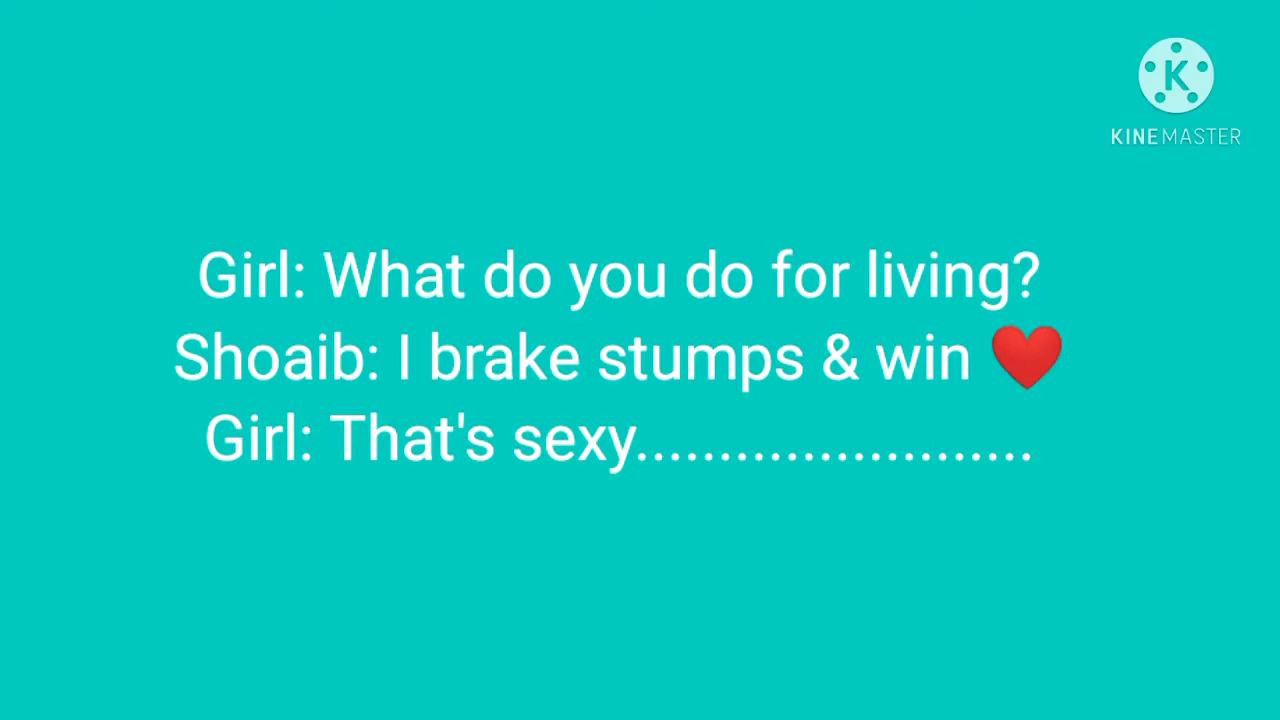 K
KINEMASTER
Girl: What do you do for living?
Shoaib: I brake stumps & win ❤️
Girl: That's sexy........................